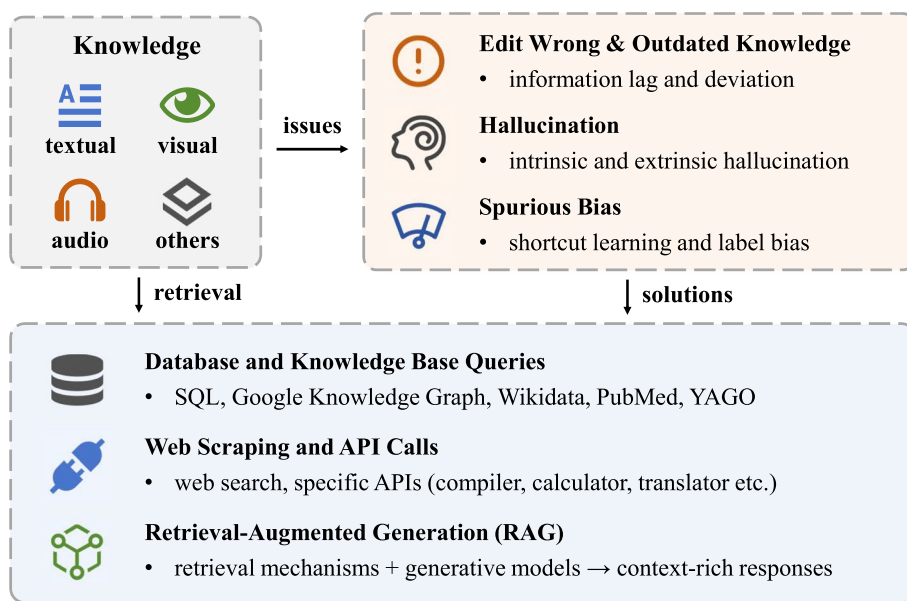 Knowledge
A
textual
visual
audio
others
issues
Edit Wrong & Outdated Knowledge
• information lag and deviation
Hallucination
• intrinsic and extrinsic hallucination
Spurious Bias
• shortcut learning and label bias
retrieval
solutions
Database and Knowledge Base Queries
• SQL, Google Knowledge Graph, Wikidata, PubMed, YAGO
Web Scraping and API Calls
• web search, specific APIs (compiler, calculator, translator etc.)
Retrieval-Augmented Generation (RAG)
• retrieval mechanisms + generative models → context-rich responses